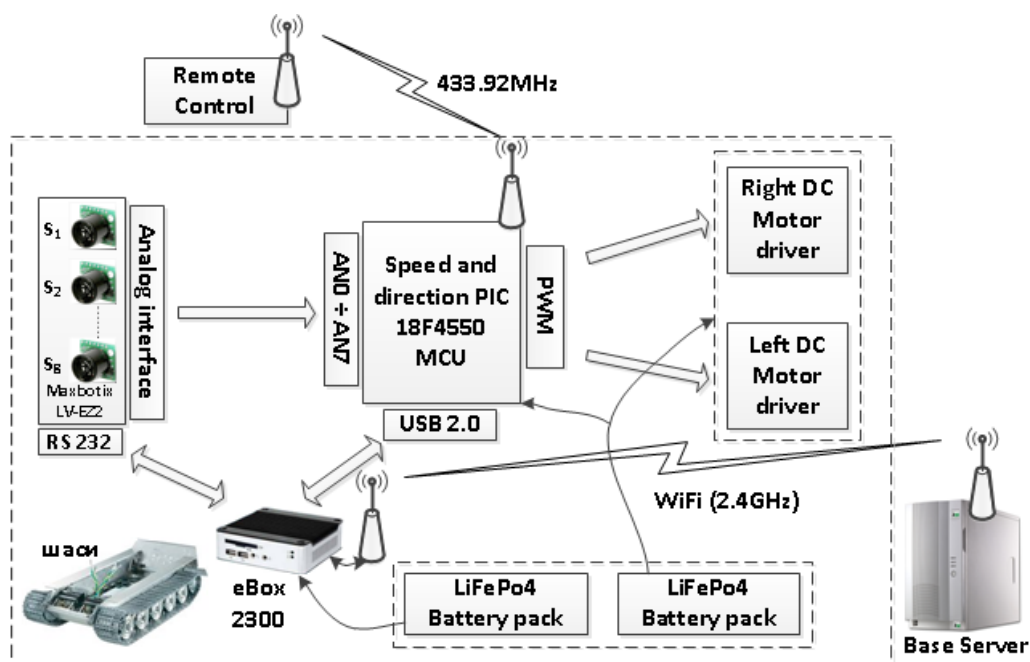 Remote
Control
433.92MHz
S1
S2
S8
Maxbotix
LV-EZ2
Analog interface
RS 232
AN0 ÷ AN7
Speed and
direction PIC
18F4550
MCU
USB 2.0
PWM
Right DC
Motor
driver
Left DC
Motor
driver
WiFi (2.4GHz)
шаси
eBox
2300
LiFePo4
Battery pack
LiFePo4
Battery pack
Base Server